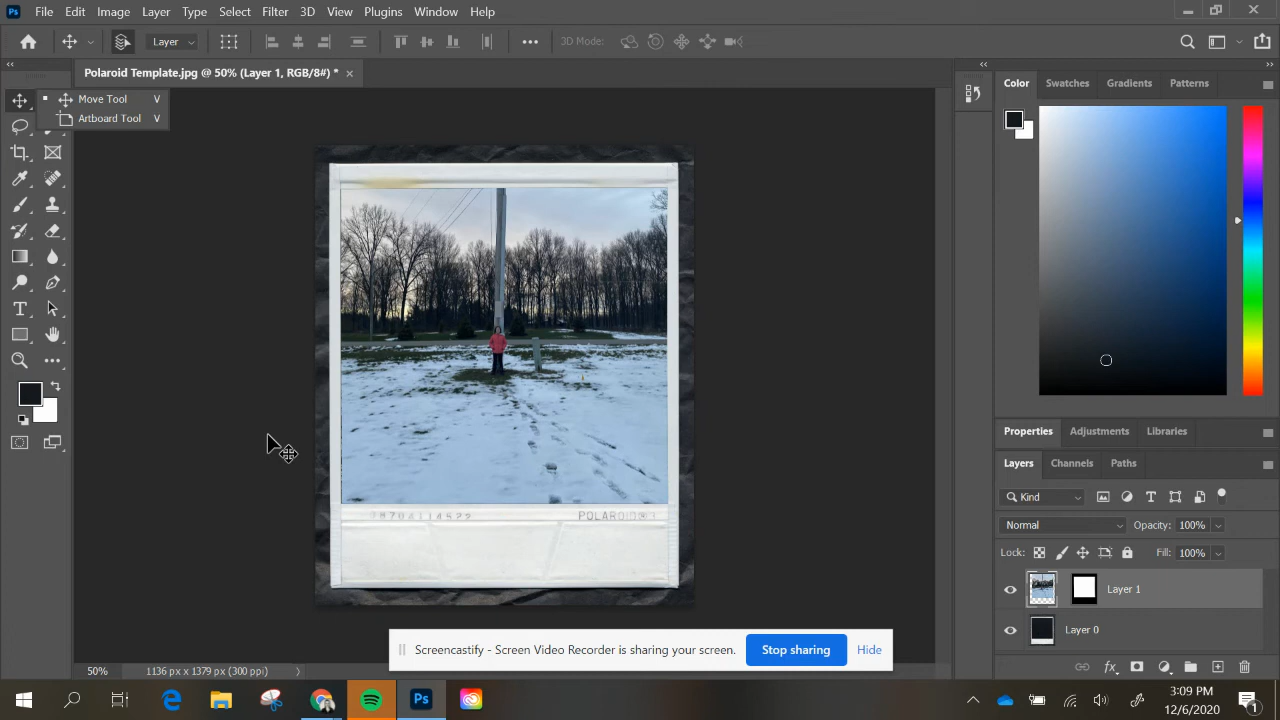 Ps File Edit Image Layer Type Select Filter 3D View Plugins Window Help
Layer 3D Mode:
Polaroid Template.jpg @ 50% (Layer 1, RGB/8#) * ×
Move Tool V
Artboard Tool V
Color Swatches Gradients Patterns
POLAROID®
Properties Adjustments Libraries
Layers Channels Paths
Kind
Normal Opacity: 100%
Lock: Fill: 100%
Layer 1
Layer 0
Screencastify - Screen Video Recorder is sharing your screen. Stop sharing Hide
50% 1136 px x 1379 px (300 ppi)
Ps
3:09 PM
12/6/2020
1